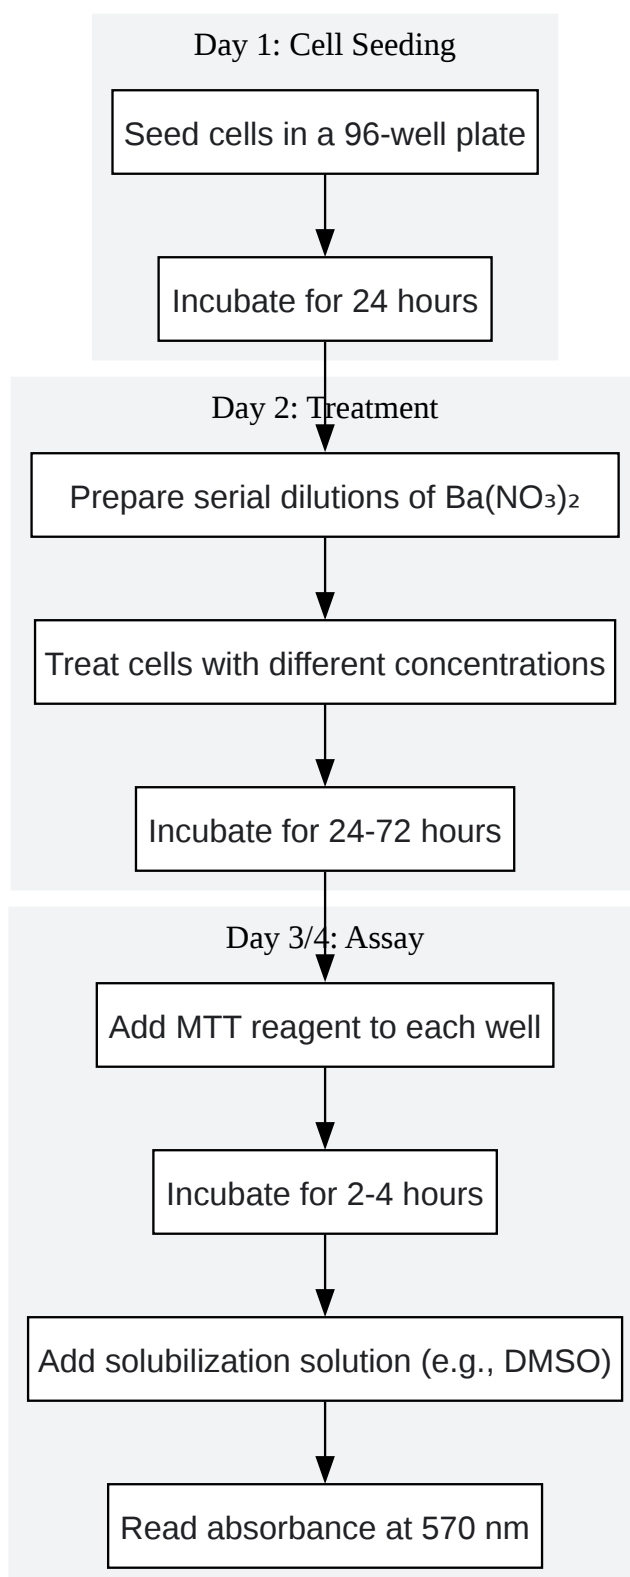 Day 1: Cell Seeding
Seed cells in a 96-well plate
Incubate for 24 hours
Day 2: Treatment
Prepare serial dilutions of Ba(NO₃)₂
Treat cells with different concentrations
Incubate for 24-72 hours
Day 3/4: Assay
Add MTT reagent to each well
Incubate for 2-4 hours
Add solubilization solution (e.g., DMSO)
Read absorbance at 570 nm